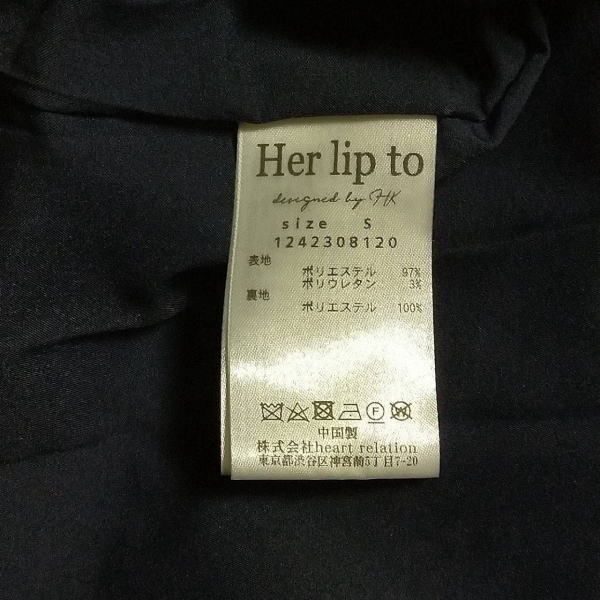 Her lip to
designed by HK
size S
1242308120
表地
ポリエステル 97%
ポリウレタン 3%
裏地
ポリエステル 100%
中国製
株式会社heart relation
東京都渋谷区神宮前5丁目7-20